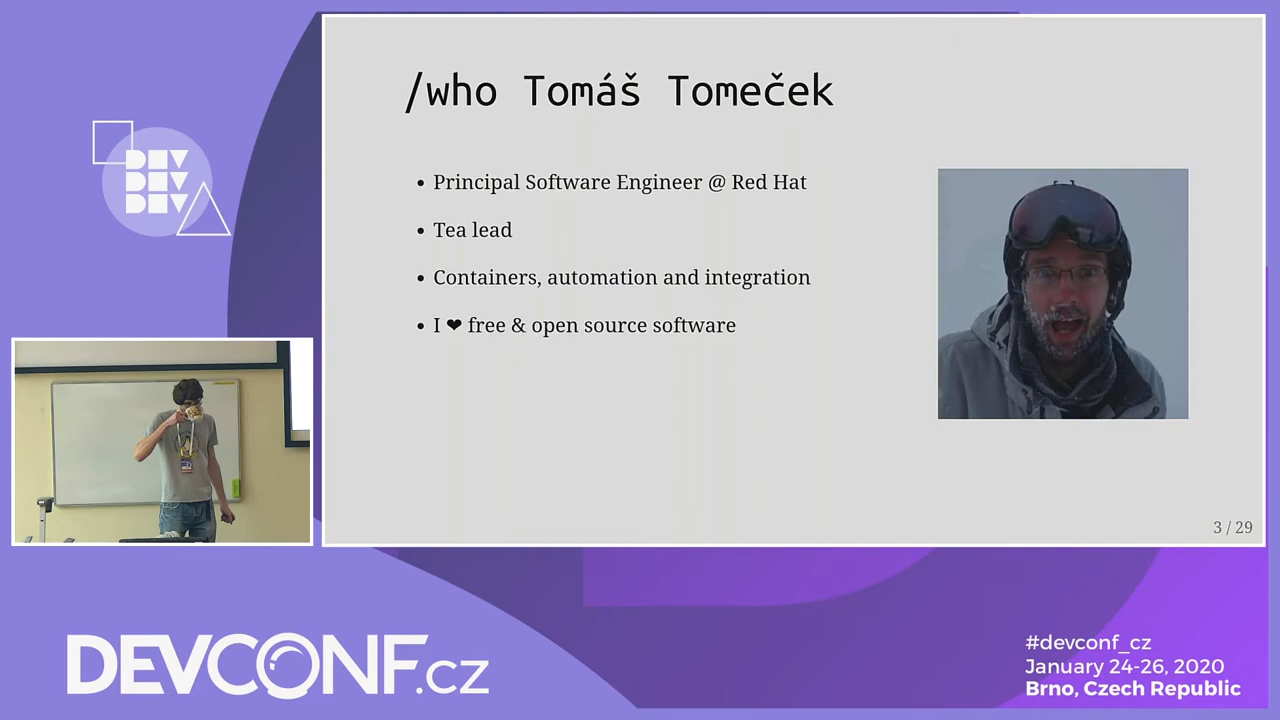 DEV
DEV
DEV
/who Tomáš Tomeček
• Principal Software Engineer @ Red Hat
• Tea lead
• Containers, automation and integration
• I ❤ free & open source software
3 / 29
DEVCONF.cz
#devconf_cz
January 24-26, 2020
Brno, Czech Republic